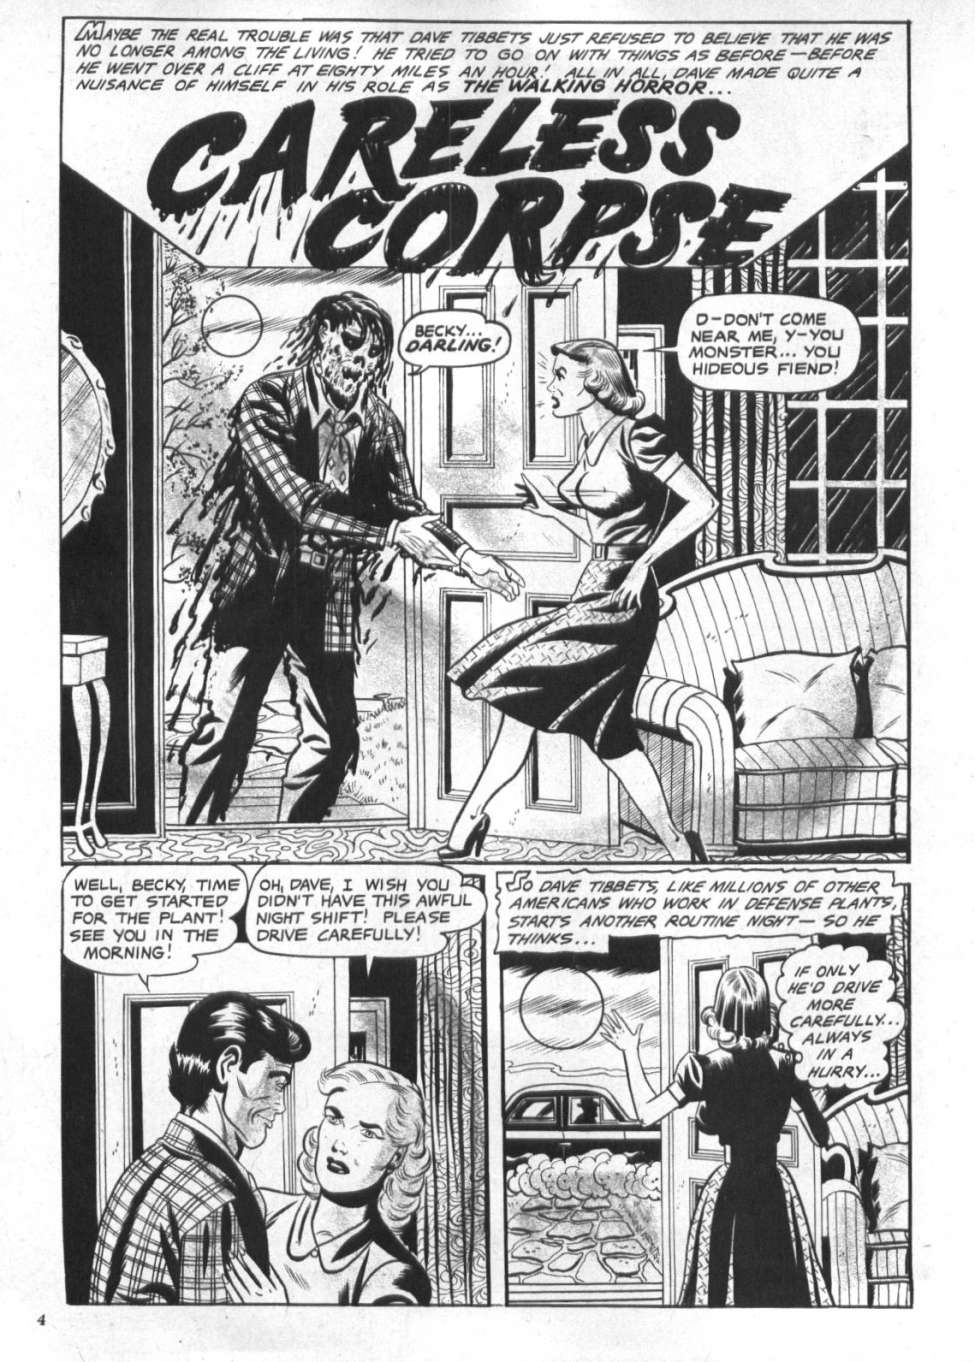 MAYBE THE REAL TROUBLE WAS THAT DAVE TIBBETS JUST REFUSED TO BELIEVE THAT HE WAS
NO LONGER AMONG THE LIVING! HE TRIED TO GO ON WITH THINGS AS BEFORE—BEFORE
HE WENT OVER A CLIFF AT EIGHTY MILES AN HOUR! ALL IN ALL, DAVE MADE QUITE A
NUISANCE OF HIMSELF IN HIS ROLE AS THE WALKING HORROR...
CARELESS
CORPSE
BECKY...
DARLING!
D-DON'T COME
NEAR ME, Y-YOU
MONSTER... YOU
HIDEOUS FIEND!
WELL, BECKY, TIME
TO GET STARTED
FOR THE PLANT!
SEE YOU IN THE
MORNING!
OH, DAVE, I WISH YOU
DIDN'T HAVE THIS AWFUL
NIGHT SHIFT! PLEASE
DRIVE CAREFULLY!
SO DAVE TIBBETS, LIKE MILLIONS OF OTHER
AMERICANS WHO WORK IN DEFENSE PLANTS,
STARTS ANOTHER ROUTINE NIGHT— SO HE
THINKS...
IF ONLY
HE'D DRIVE
MORE
CAREFULLY...
ALWAYS
IN A
HURRY...
4